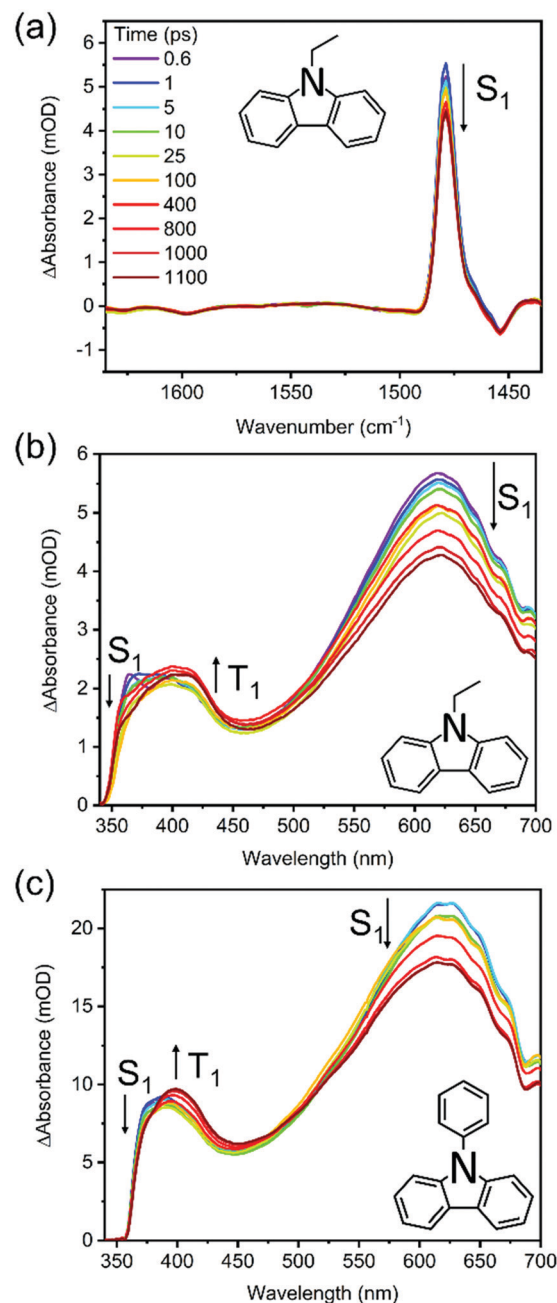 (a)
Time (ps)
0.6
1
5
10
25
100
400
800
1000
1100
N
S₁
ΔAbsorbance (mOD)
6
5
4
3
2
1
0
-1
1600 1550 1500 1450
Wavenumber (cm⁻¹)
(b)
ΔAbsorbance (mOD)
6
5
4
3
2
1
0
S₁
S₁
T₁
N
350 400 450 500 550 600 650 700
Wavelength (nm)
(c)
ΔAbsorbance (mOD)
20
15
10
5
0
S₁
S₁
T₁
N
350 400 450 500 550 600 650 700
Wavelength (nm)